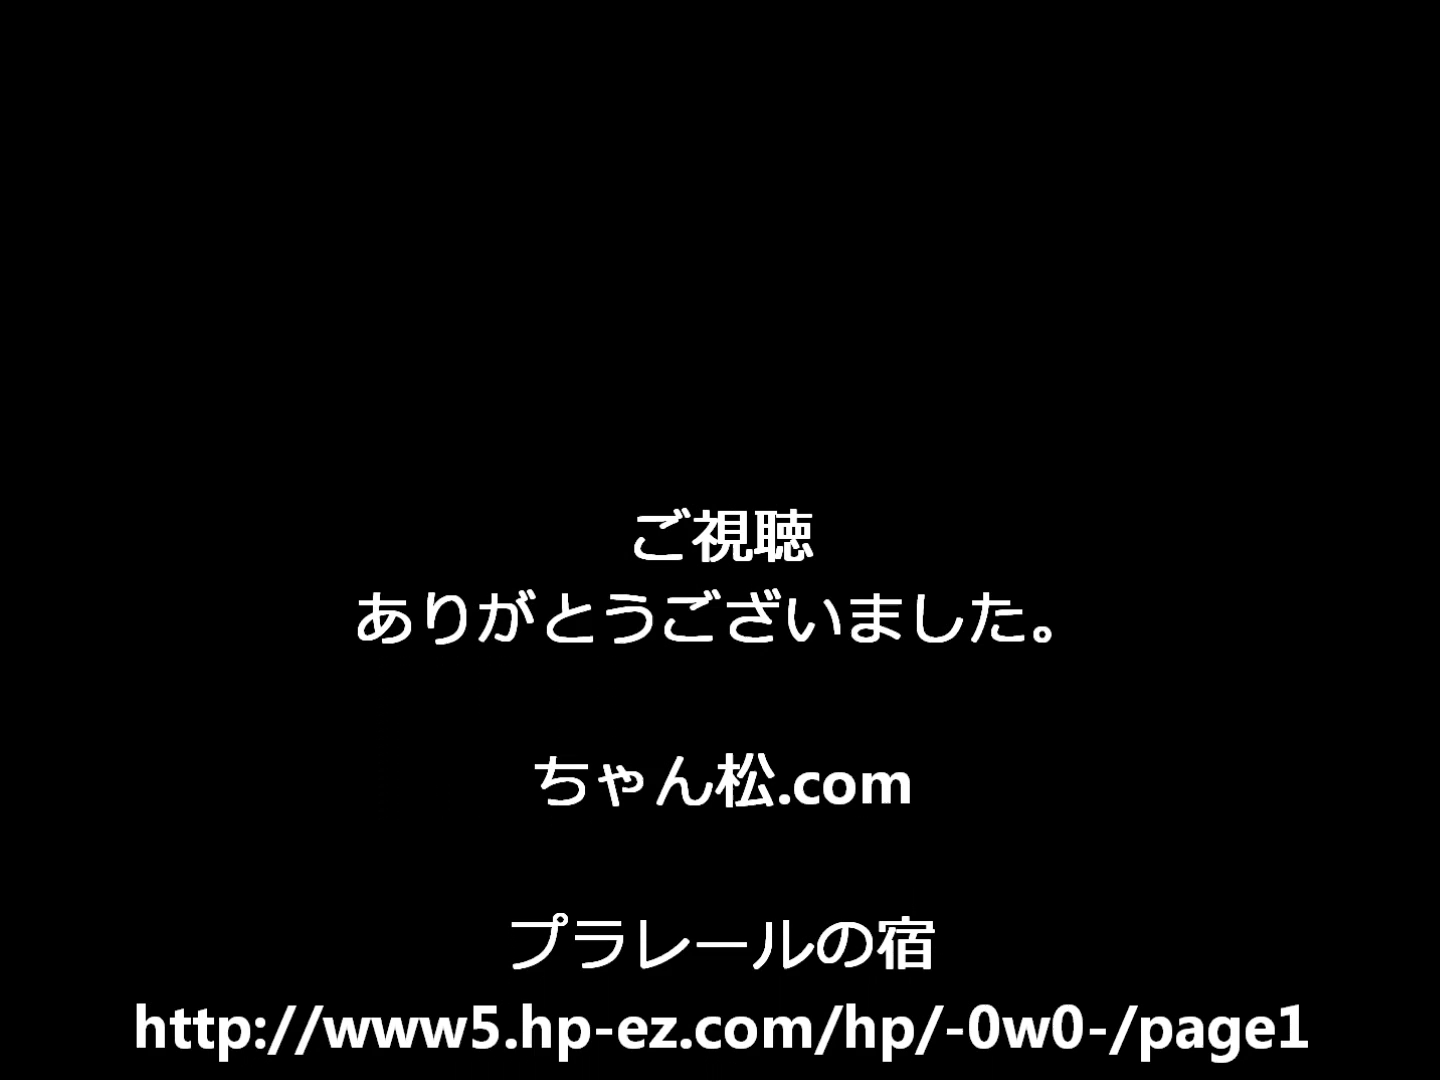 ご視聴
ありがとうございました。
ちゃん松.com
プラレールの宿
http://www5.hp-ez.com/hp/-0w0-/page1